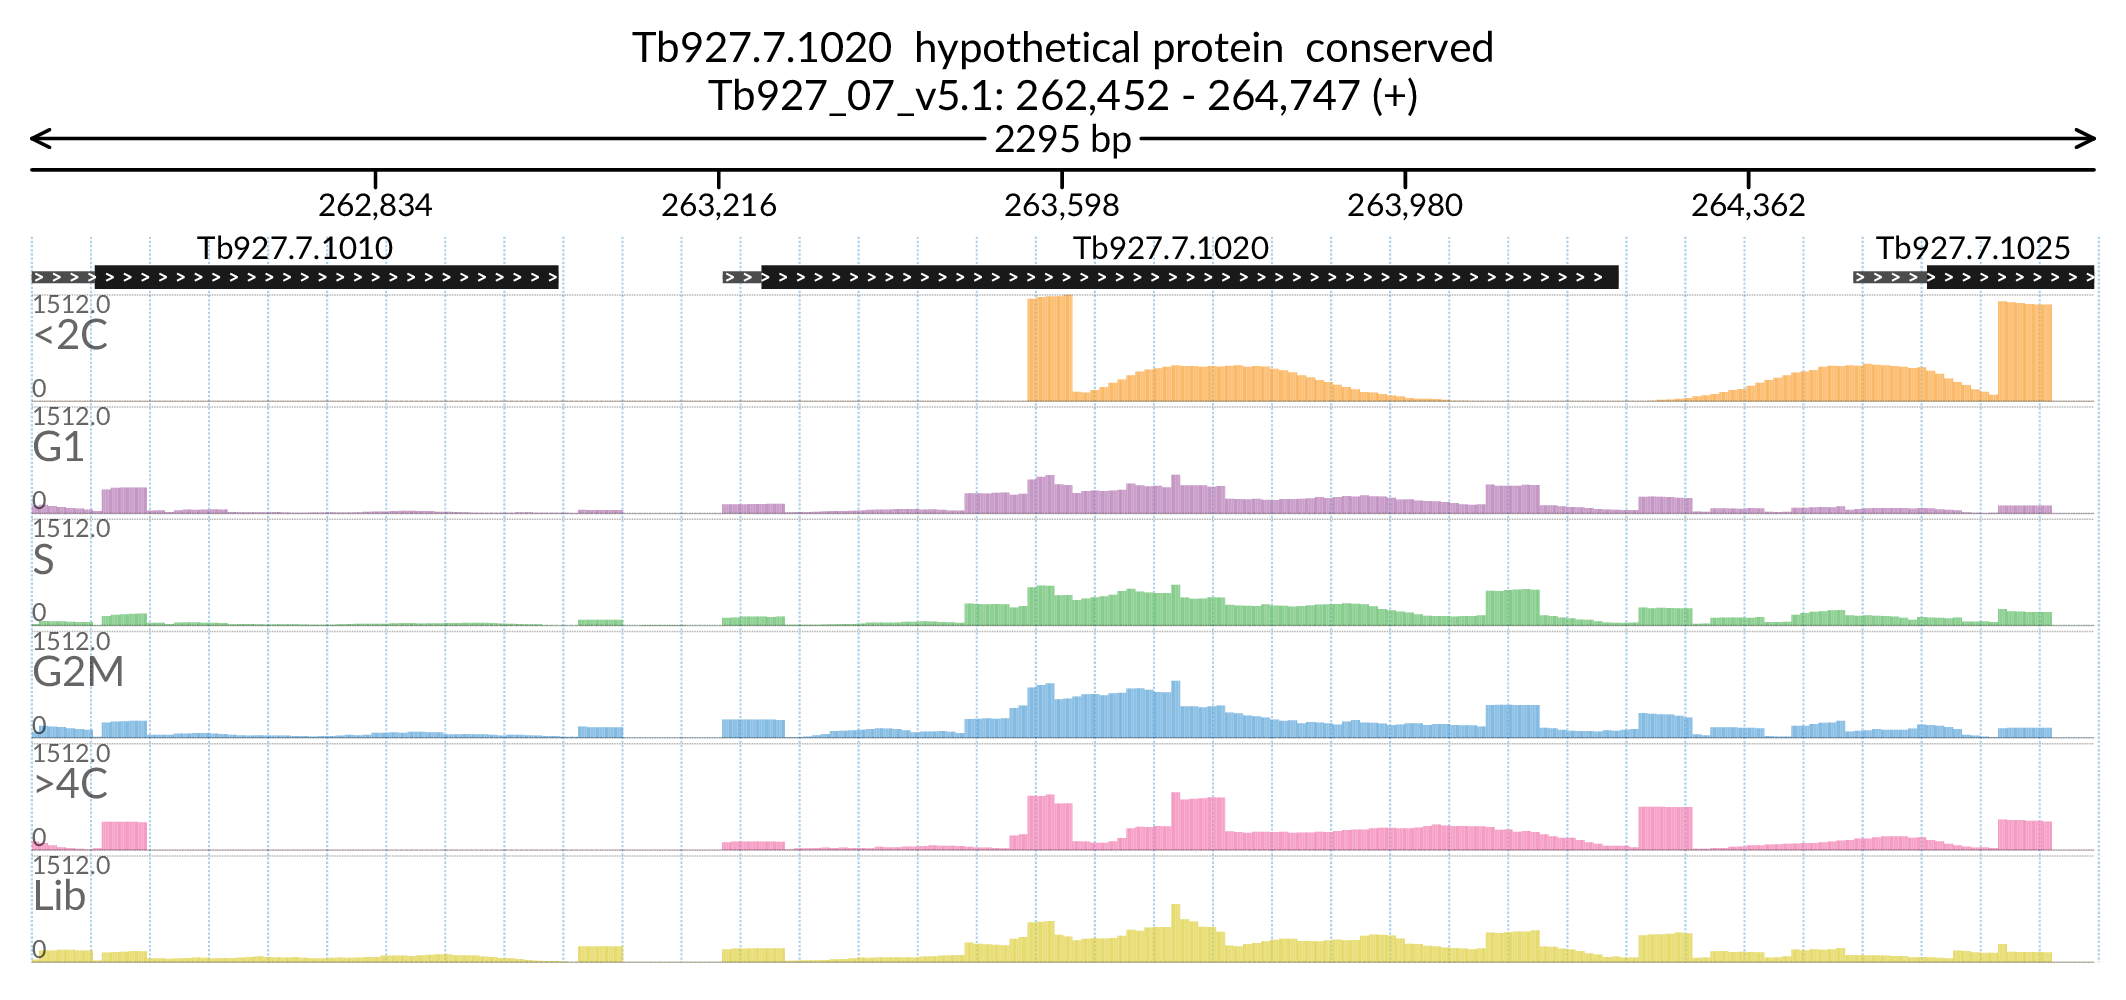 Tb927.7.1020 hypothetical protein conserved
Tb927_07_v5.1: 262,452 - 264,747 (+)
2295 bp
262,834 263,216 263,598 263,980 264,362
Tb927.7.1010 Tb927.7.1020 Tb927.7.1025
1512.0
<2C
0
1512.0
G1
0
1512.0
S
0
1512.0
G2M
0
1512.0
>4C
0
1512.0
Lib
0